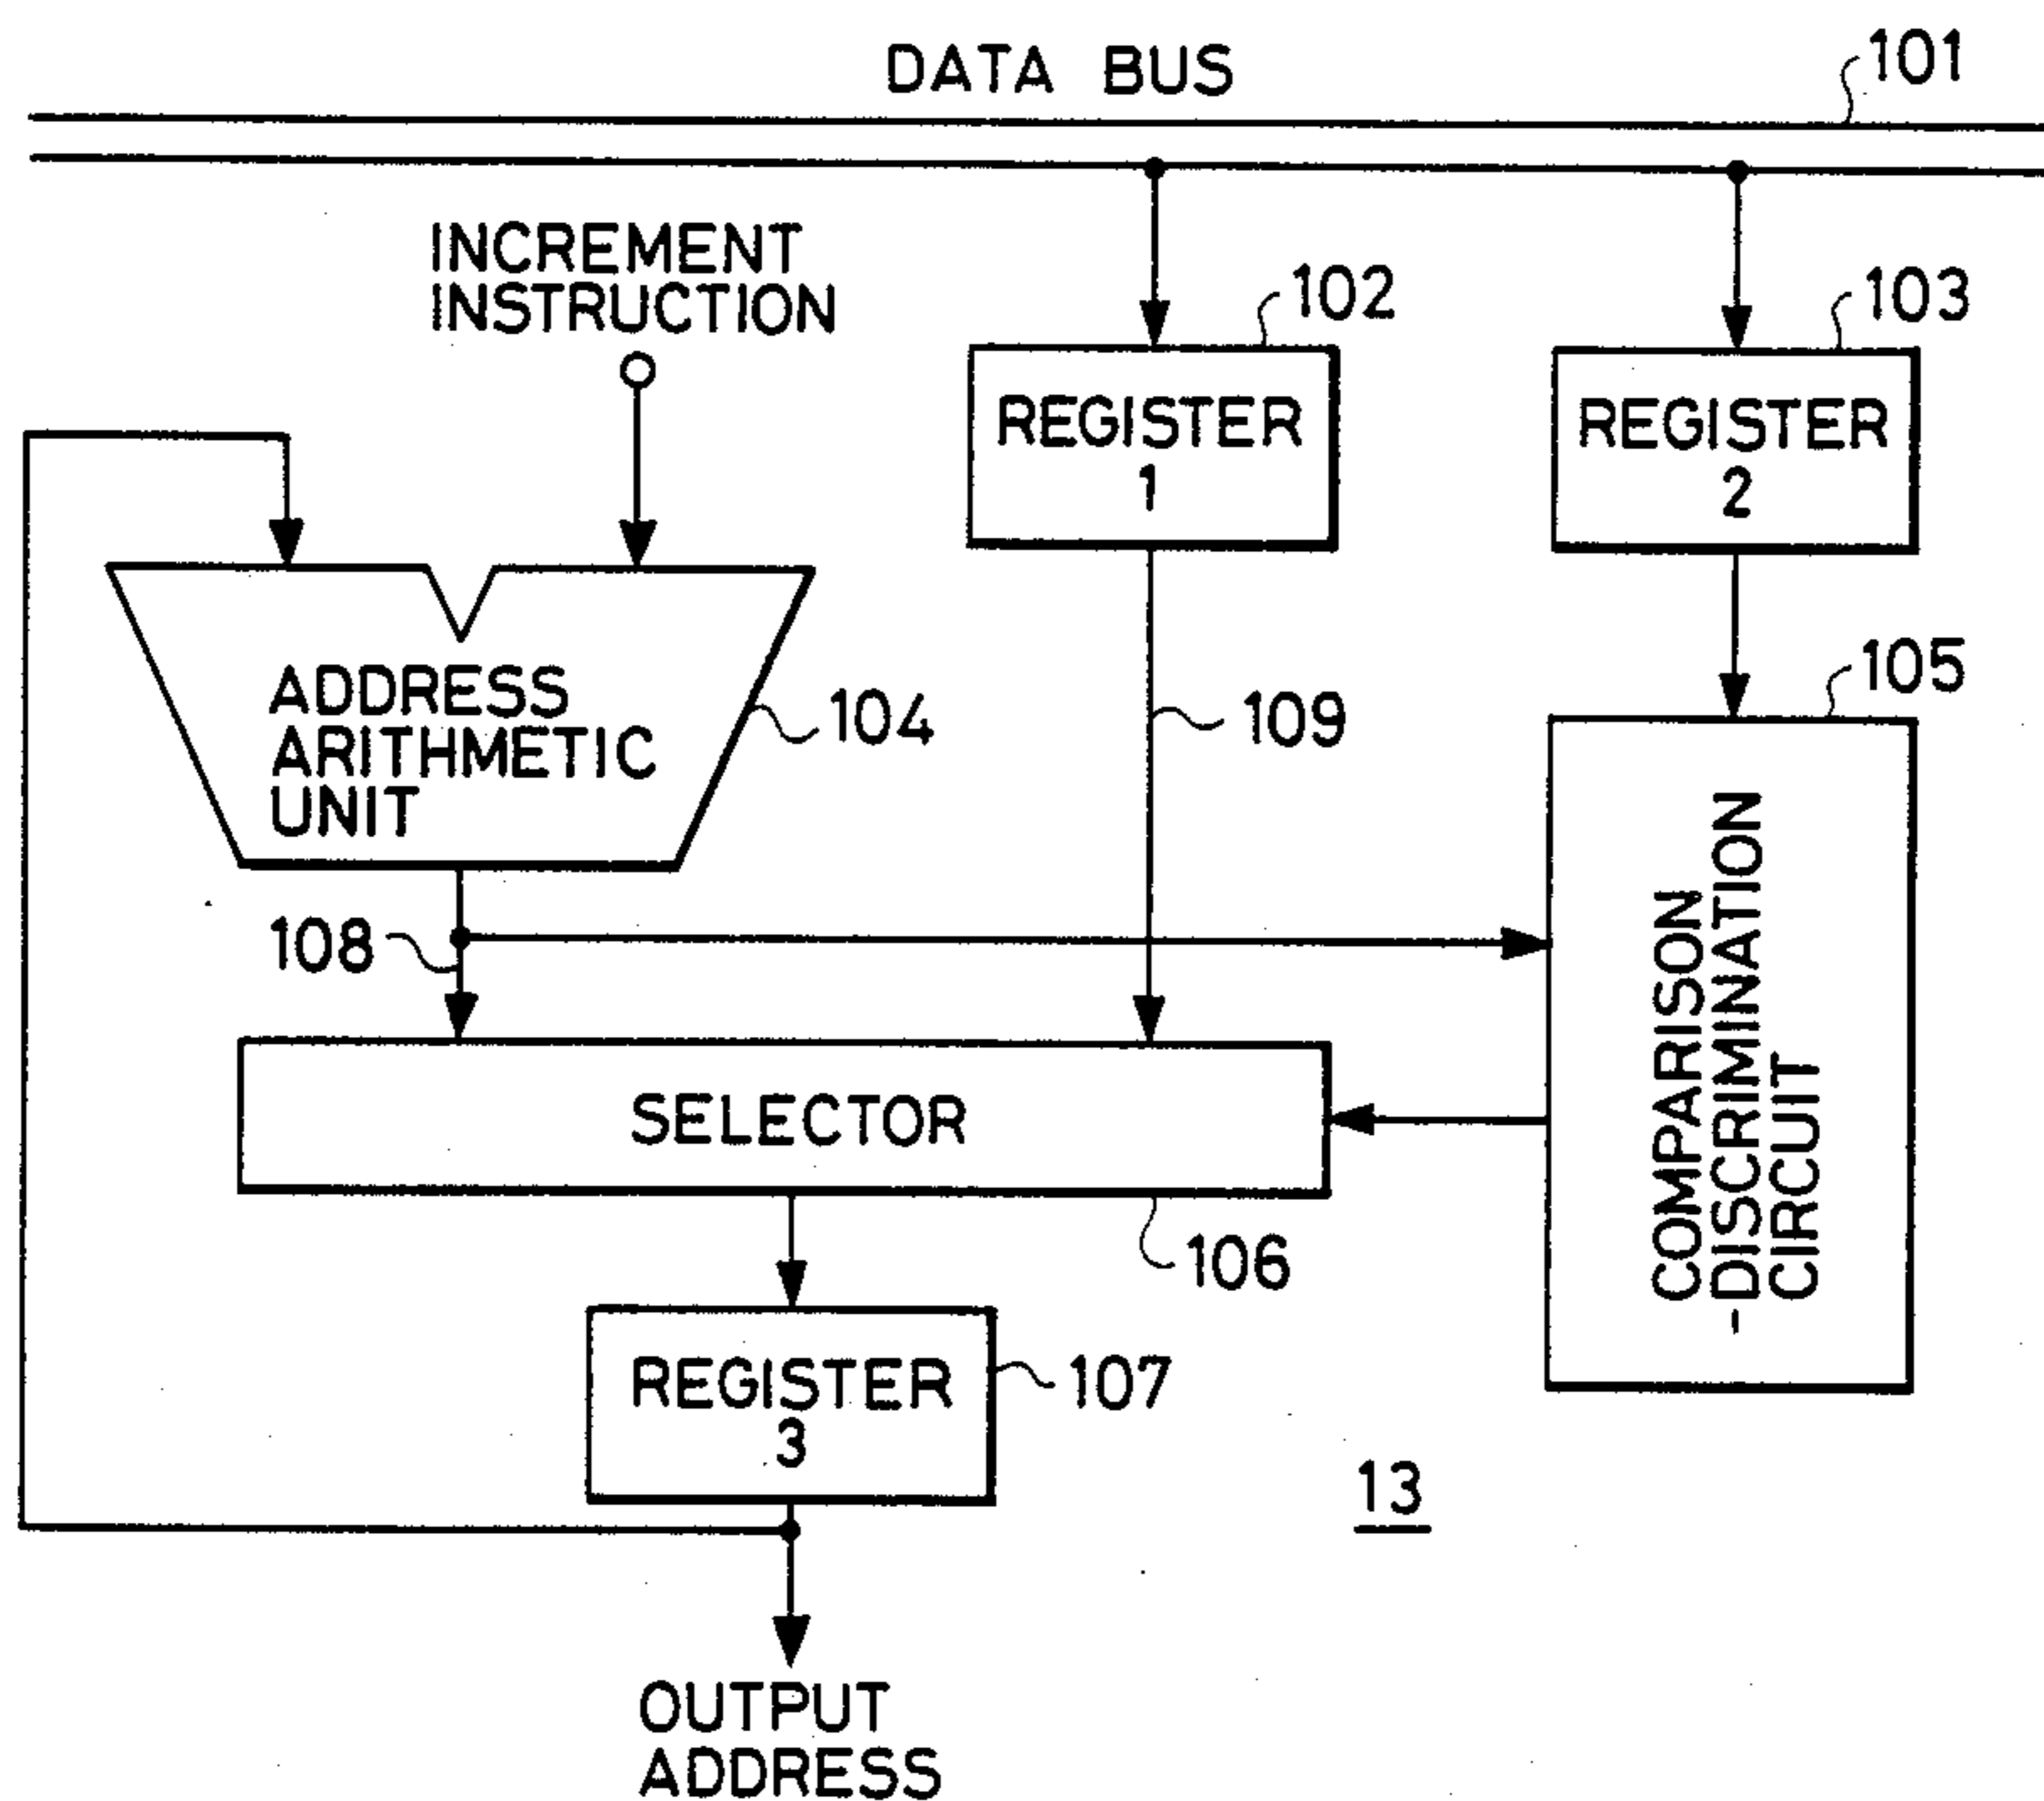 DATA BUS
101
INCREMENT
INSTRUCTION
102
103
REGISTER
1
REGISTER
2
ADDRESS
ARITHMETIC
UNIT
104
109
105
108
COMPARISON
-DISCRIMINATION
CIRCUIT
SELECTOR
106
REGISTER
3
107
13
OUTPUT
ADDRESS